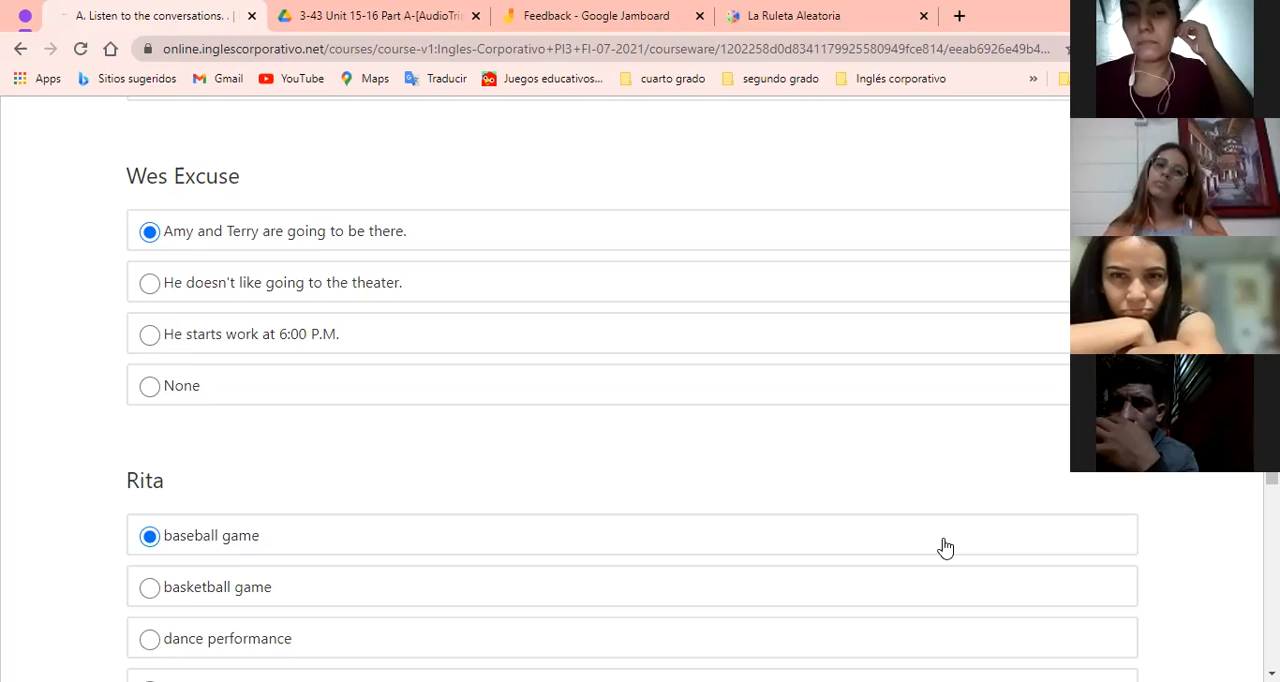 A. Listen to the conversations. .
3-43 Unit 15-16 Part A-[AudioTri
Feedback - Google Jamboard
La Ruleta Aleatoria
online.inglescorporativo.net/courses/course-v1:Ingles-Corporativo+PI3+FI-07-2021/courseware/1202258d0d8341179925580949fce814/eeab6926e49b4...
Apps
Sitios sugeridos
Gmail
YouTube
Maps
Traducir
Juegos educativos...
cuarto grado
segundo grado
Inglés corporativo
»
Wes Excuse
Amy and Terry are going to be there.
He doesn't like going to the theater.
He starts work at 6:00 P.M.
None
Rita
baseball game
basketball game
dance performance